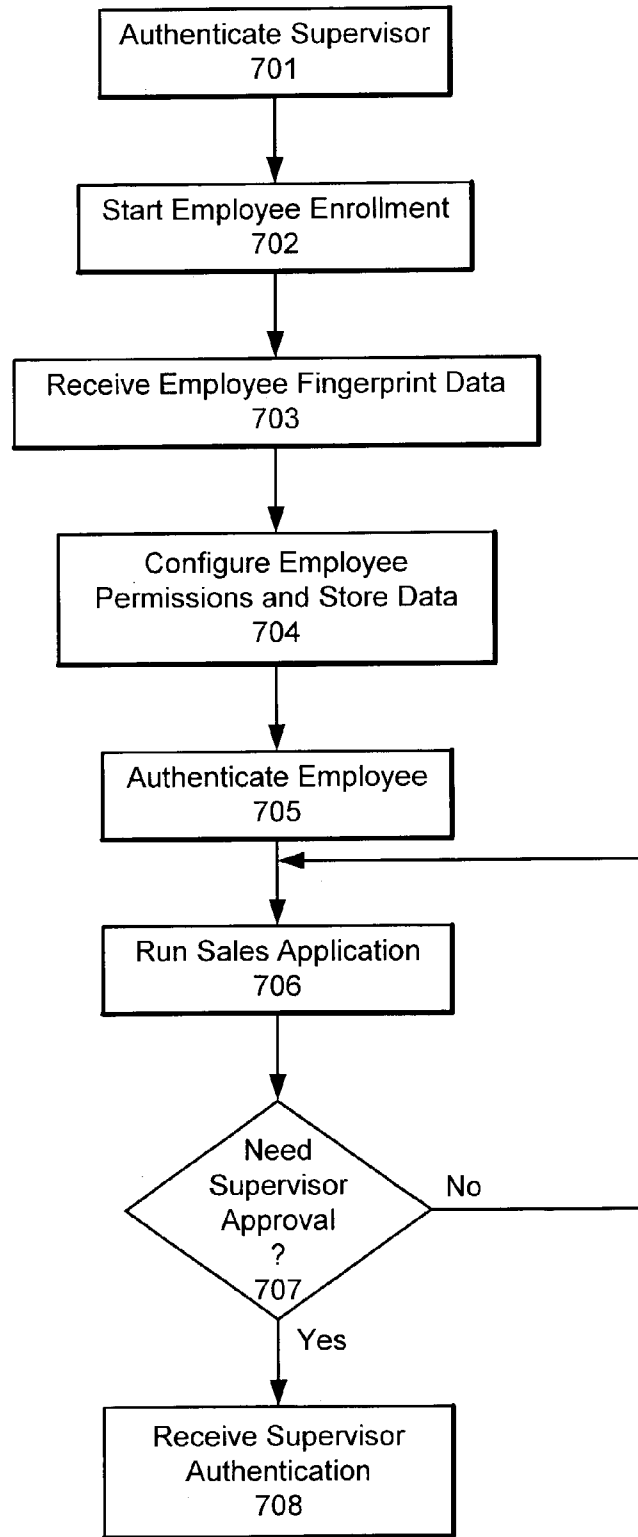 Authenticate Supervisor
701
Start Employee Enrollment
702
Receive Employee Fingerprint Data
703
Configure Employee
Permissions and Store Data
704
Authenticate Employee
705
Run Sales Application
706
Need
Supervisor
Approval
?
707
No
Yes
Receive Supervisor
Authentication
708